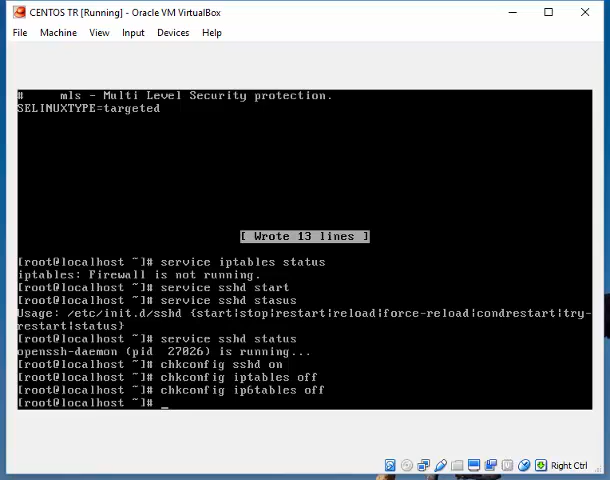 CENTOS TR [Running] - Oracle VM VirtualBox
File Machine View Input Devices Help
#     mls - Multi Level Security protection.
SELINUXTYPE=targeted
[ Wrote 13 lines ]
[root@localhost ~]# service iptables status
iptables: Firewall is not running.
[root@localhost ~]# service sshd start
[root@localhost ~]# service sshd stasus
Usage: /etc/init.d/sshd {start|stop|restart|reload|force-reload|condrestart|try-
restart|status}
[root@localhost ~]# service sshd status
openssh-daemon (pid  27026) is running...
[root@localhost ~]# chkconfig sshd on
[root@localhost ~]# chkconfig iptables off
[root@localhost ~]# chkconfig ip6tables off
[root@localhost ~]# _
Right Ctrl